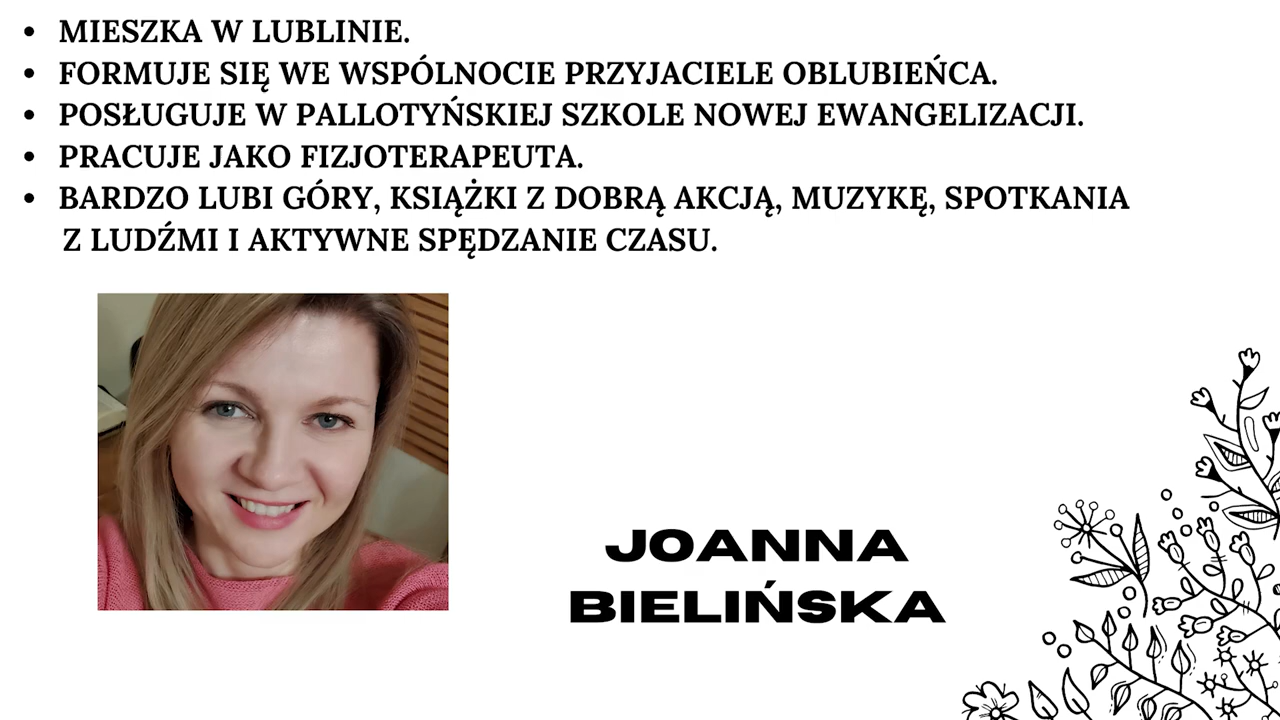 • MIESZKA W LUBLINIE.
• FORMUJE SIĘ WE WSPÓLNOCIE PRZYJACIELE OBLUBIEŃCA.
• POSŁUGUJE W PALLOTYŃSKIEJ SZKOLE NOWEJ EWANGELIZACJI.
• PRACUJE JAKO FIZJOTERAPEUTA.
• BARDZO LUBI GÓRY, KSIĄŻKI Z DOBRĄ AKCJĄ, MUZYKĘ, SPOTKANIA
Z LUDŹMI I AKTYWNE SPĘDZANIE CZASU.
JOANNA
BIELIŃSKA